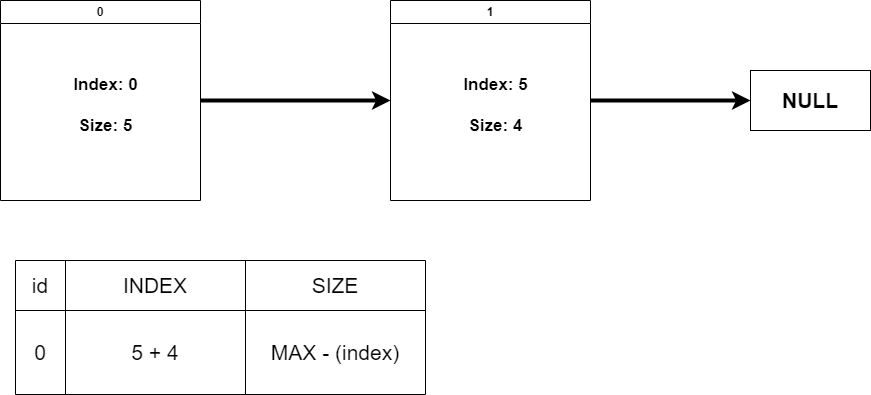 0
Index: 0
Size: 5
1
Index: 5
Size: 4
NULL
id INDEX SIZE
0 5 + 4 MAX - (index)